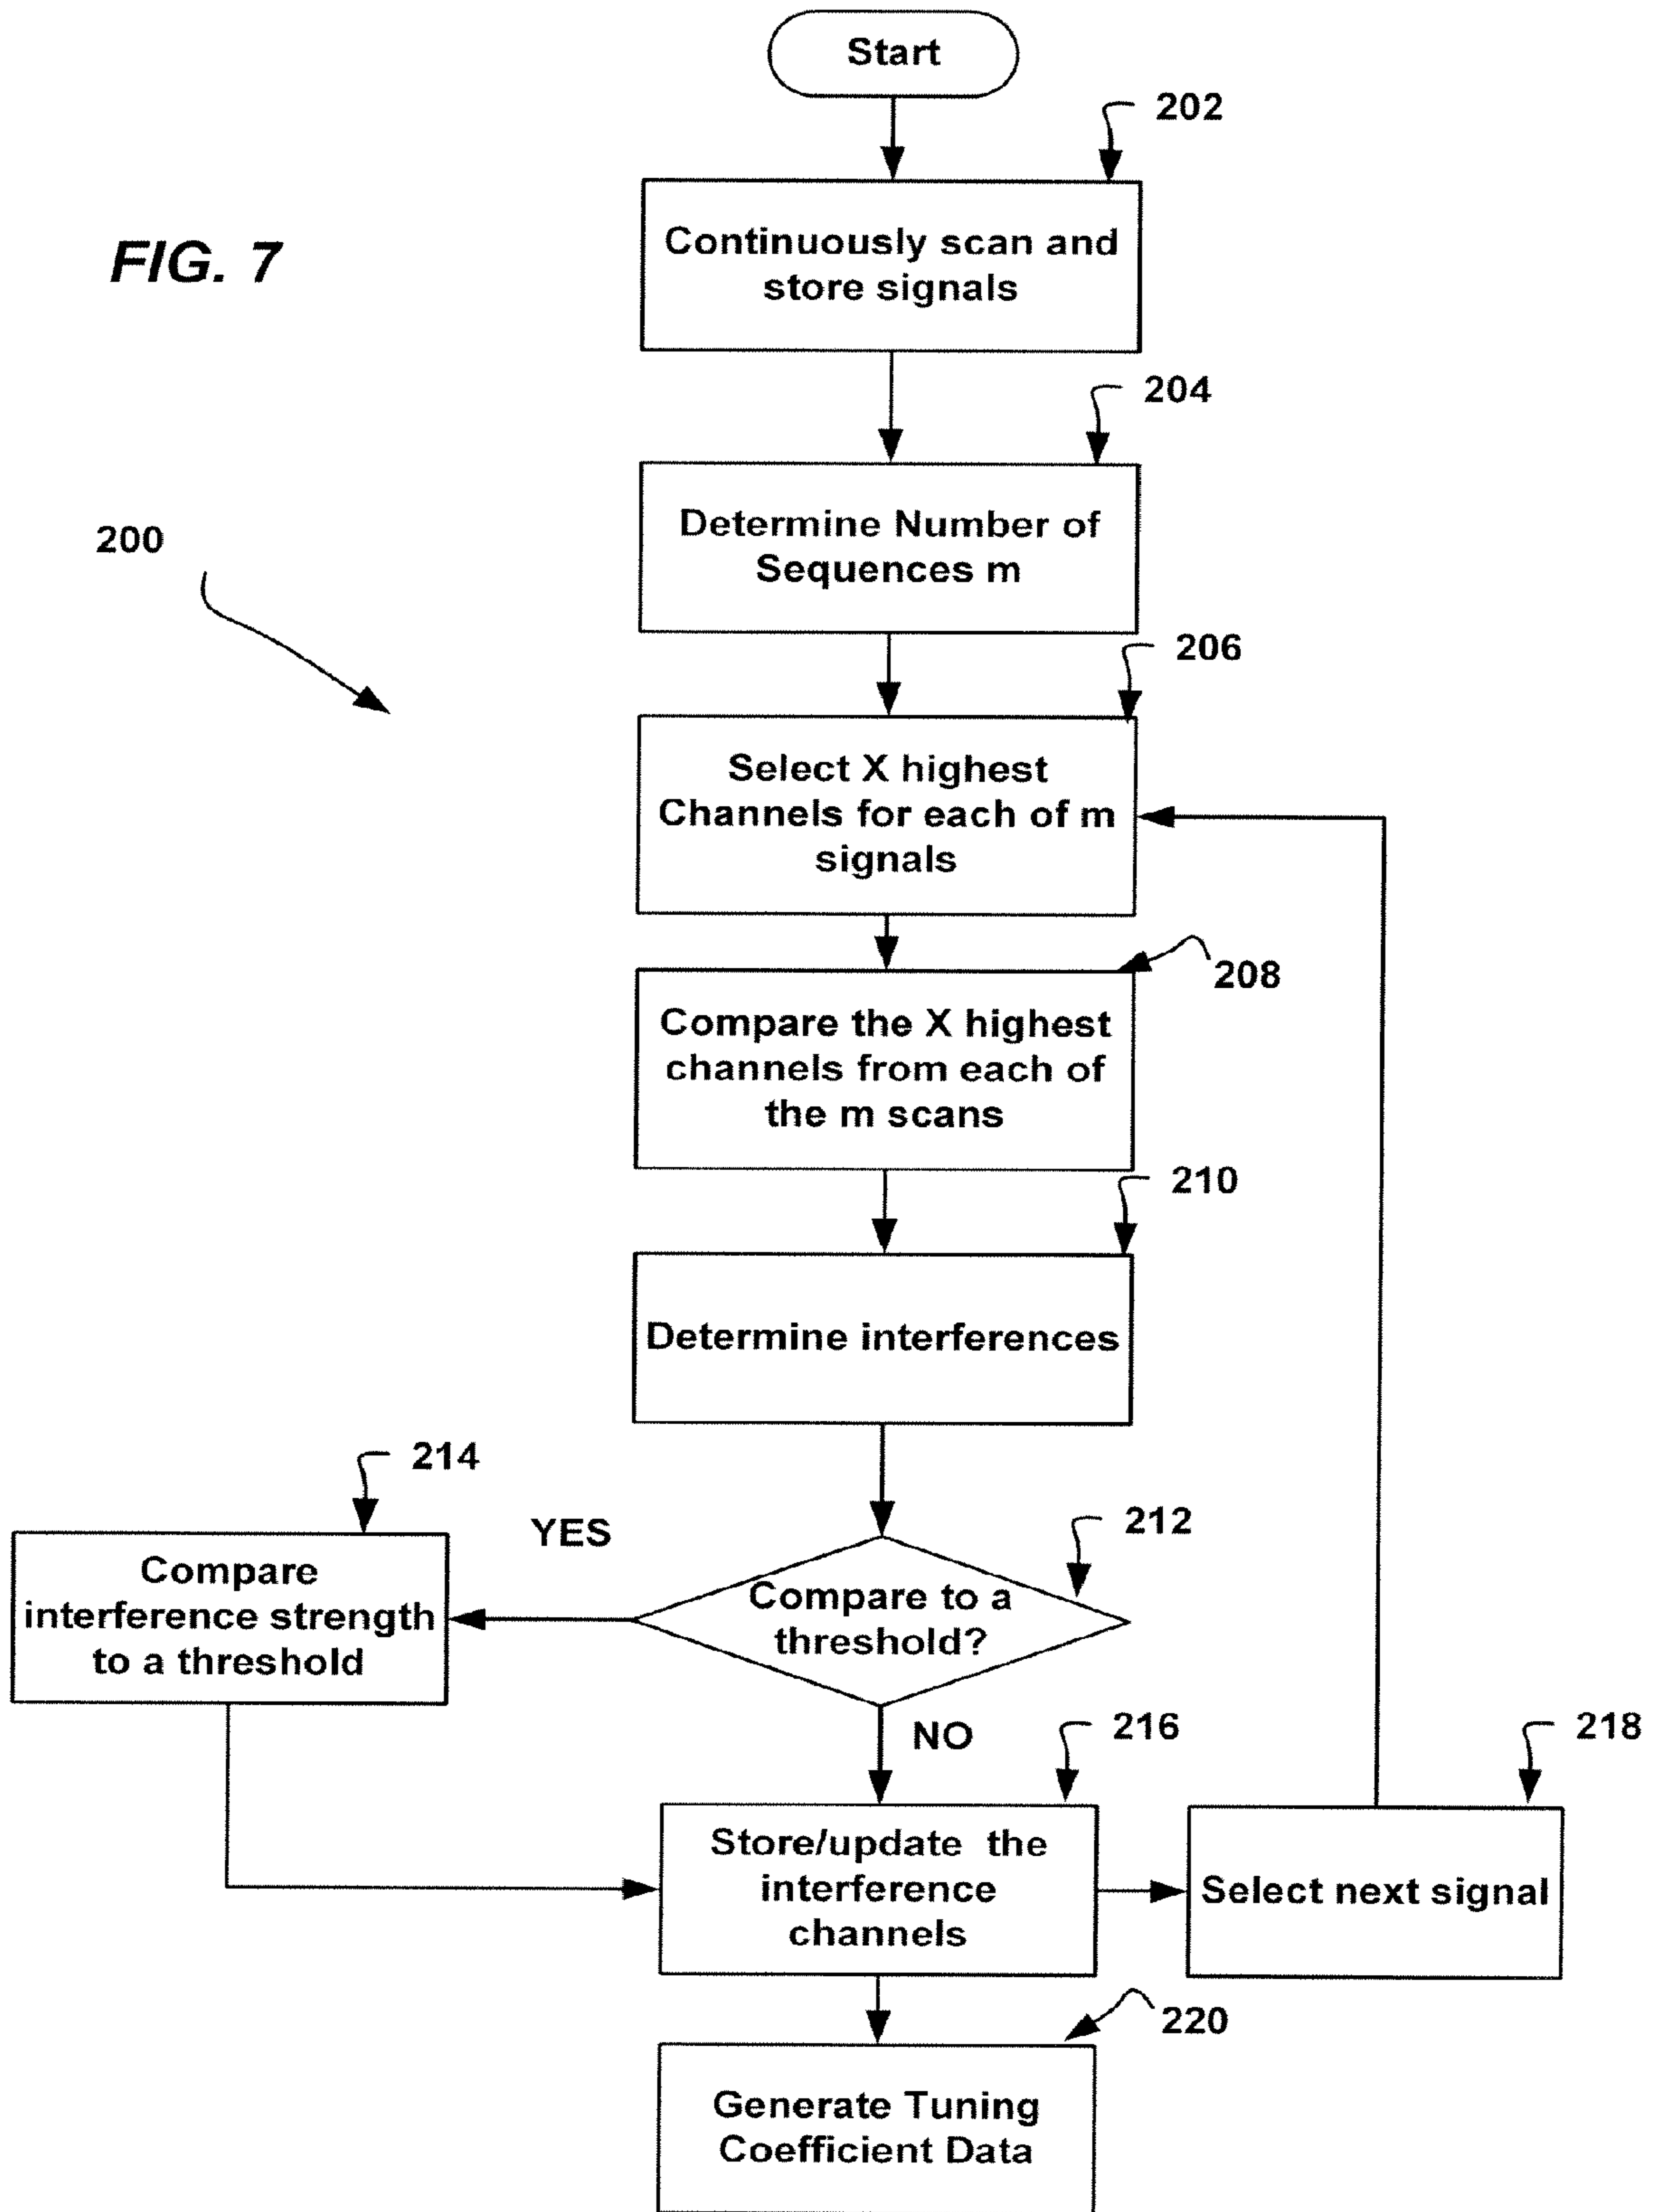 Start
202
FIG. 7
Continuously scan and
store signals
204
200
Determine Number of
Sequences m
206
Select X highest
Channels for each of m
signals
208
Compare the X highest
channels from each of
the m scans
210
Determine interferences
214
YES
212
Compare
interference strength
to a threshold
Compare to a
threshold?
NO
216
218
Store/update the
interference
channels
Select next signal
220
Generate Tuning
Coefficient Data